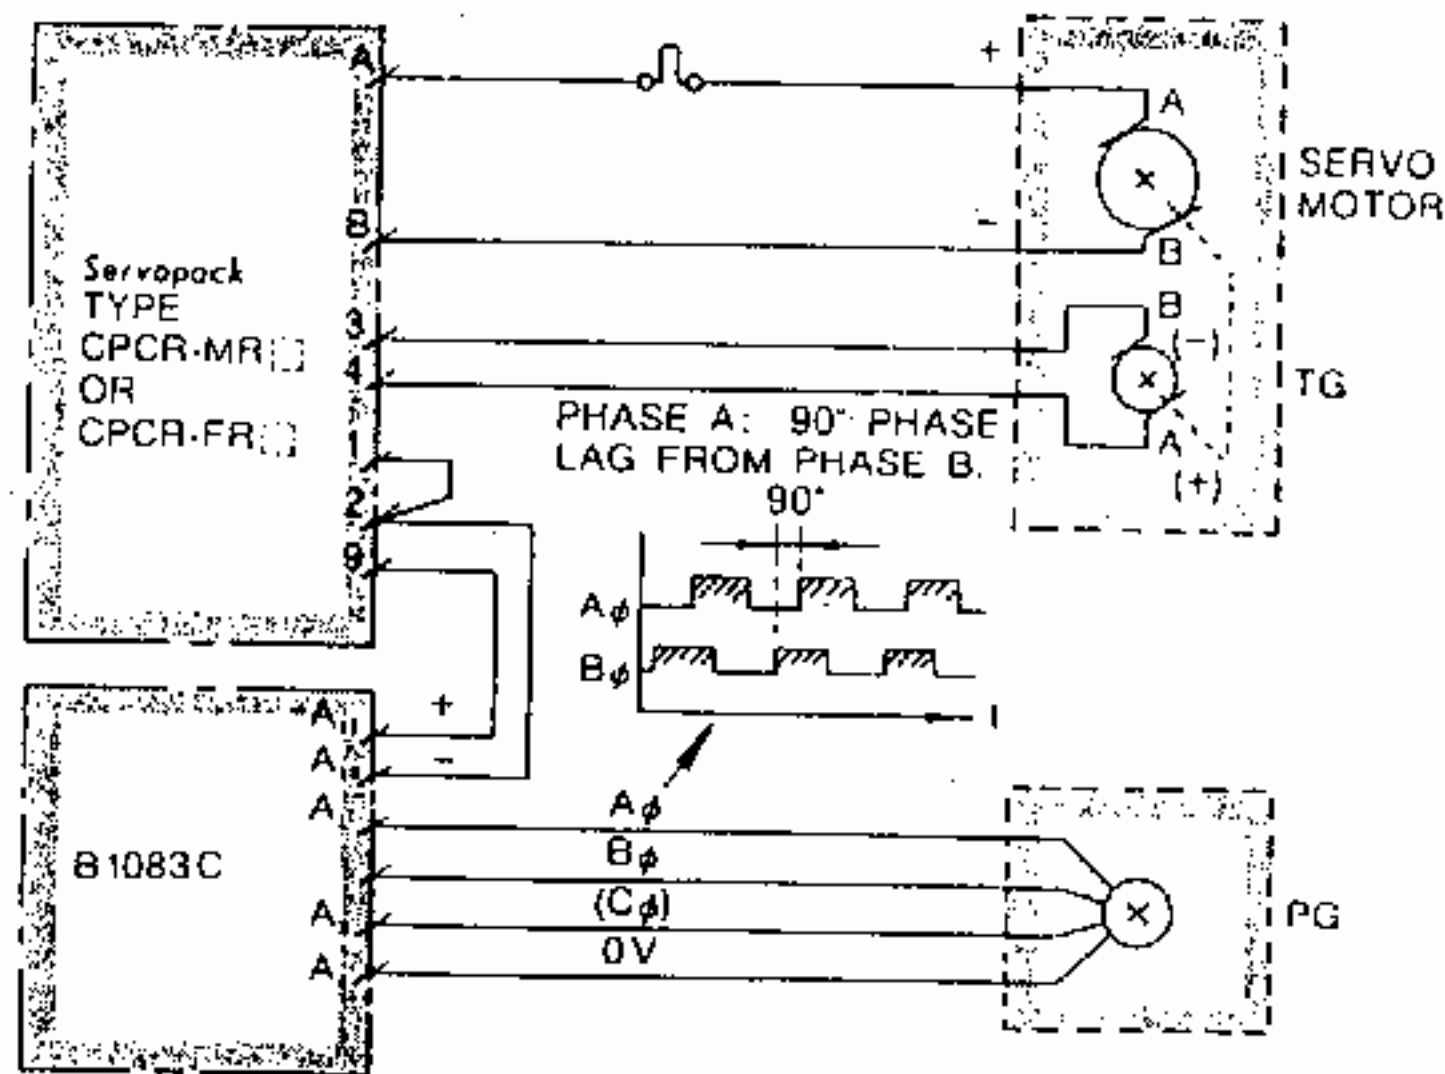 A
+
A
SERVO
MOTOR
B
-
B
Servopack
TYPE
CPCR-MR
OR
CPCR-FR
3
4
B
(-)
TG
A
(+)
PHASE A: 90° PHASE
LAG FROM PHASE B.
1
2
9
90°
Aφ
Bφ
+
-
A
A
A
A
A
B1083C
Aφ
Bφ
(Cφ)
0V
PG